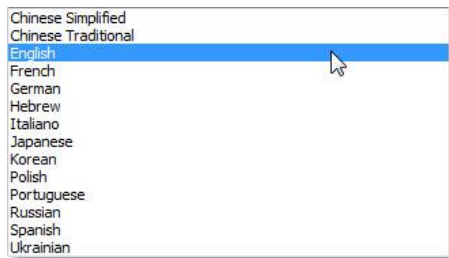 Chinese Simplified
Chinese Traditional
English
French
German
Hebrew
Italiano
Japanese
Korean
Polish
Portuguese
Russian
Spanish
Ukrainian